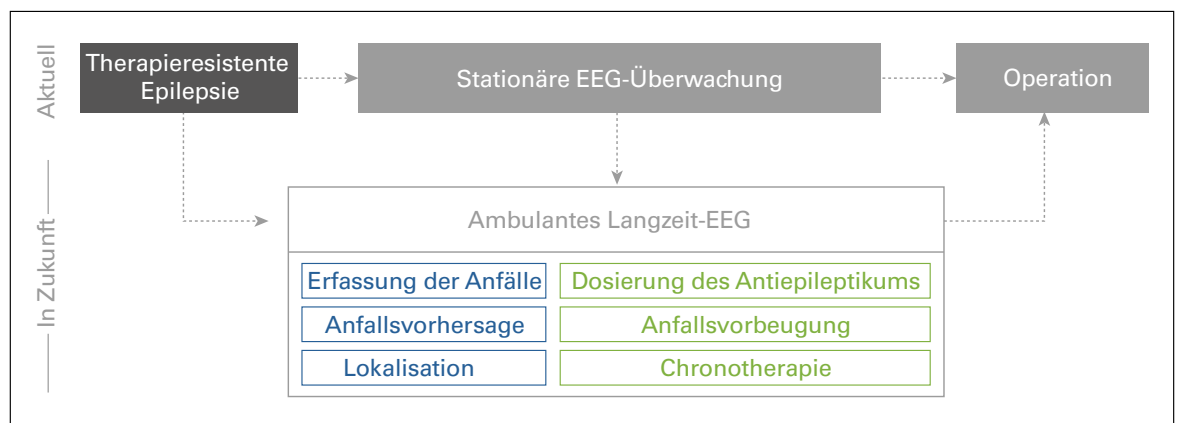 Aktuell
Therapieresistente
Epilepsie
Stationäre EEG-Überwachung
Operation
In Zukunft
Ambulantes Langzeit-EEG
Erfassung der Anfälle
Dosierung des Antiepileptikums
Anfallsvorhersage
Anfallsvorbeugung
Lokalisation
Chronotherapie